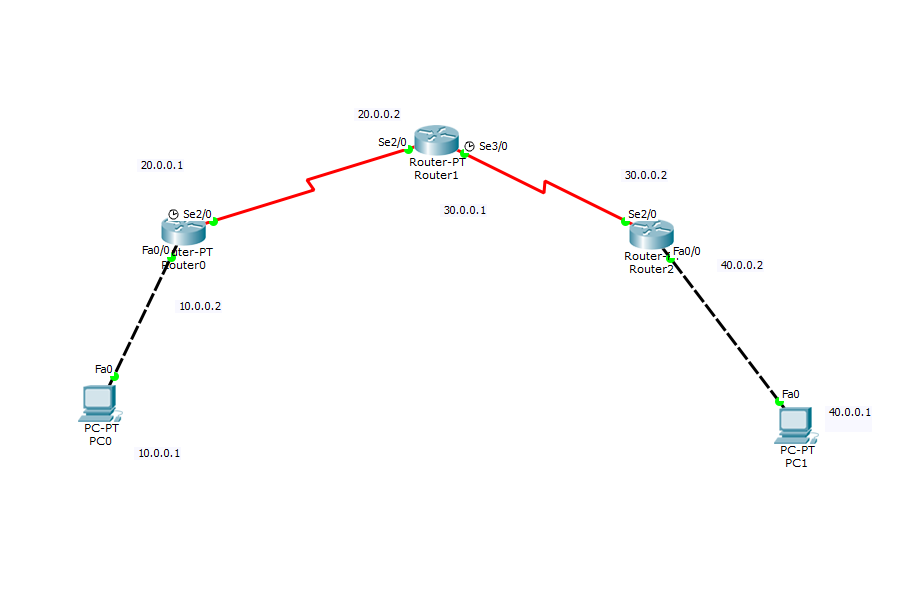 20.0.0.2
Se2/0
Se3/0
Router-PT
Router1
20.0.0.1
30.0.0.2
30.0.0.1
Se2/0
Se2/0
Fa0/0
uter-PT
Router0
Fa0/0
Router-
Router2
40.0.0.2
10.0.0.2
Fa0
PC-PT
PC0
10.0.0.1
Fa0
40.0.0.1
PC-PT
PC1